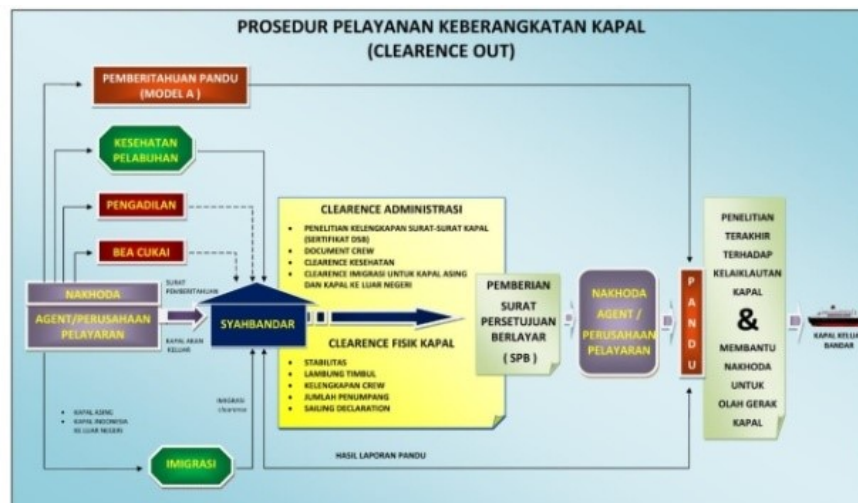 PROSEDUR PELAYANAN KEBERANGKATAN KAPAL
(CLEARENCE OUT)
PEMBERITAHUAN PANDU
(MODEL A )
KESEHATAN
PELABUHAN
PENGADILAN
BEA CUKAI
NAKHODA
AGENT/PERUSAHAAN
PELAYARAN
SURAT
PEMBERITAHUAN
KAPAL AKAN
KELUAR
SYAHBANDAR
CLEARENCE ADMINISTRASI
• PENELITIAN KELENGKAPAN SURAT-SURAT KAPAL
(SERTIFIKAT DSB)
• DOCUMENT CREW
• CLEARENCE KESEHATAN
• CLEARENCE IMIGRASI UNTUK KAPAL ASING
DAN KAPAL KE LUAR NEGERI
CLEARENCE FISIK KAPAL
• STABILITAS
• LAMBUNG TIMBUL
• KELENGKAPAN CREW
• JUMLAH PENUMPANG
• SAILING DECLARATION
PEMBERIAN
SURAT
PERSETUJUAN
BERLAYAR
( SPB )
NAKHODA
AGENT /
PERUSAHAAN
PELAYARAN
P
A
N
D
U
PENELITIAN
TERAKHIR
TERHADAP
KELAIKLAUTAN
KAPAL
&
MEMBANTU
NAKHODA
UNTUK
OLAH GERAK
KAPAL
KAPAL KELUAR
BANDAR
• KAPAL ASING
• KAPAL INDONESIA
KE LUAR NEGERI
IMIGRASI
clearence
IMIGRASI
HASIL LAPORAN PANDU